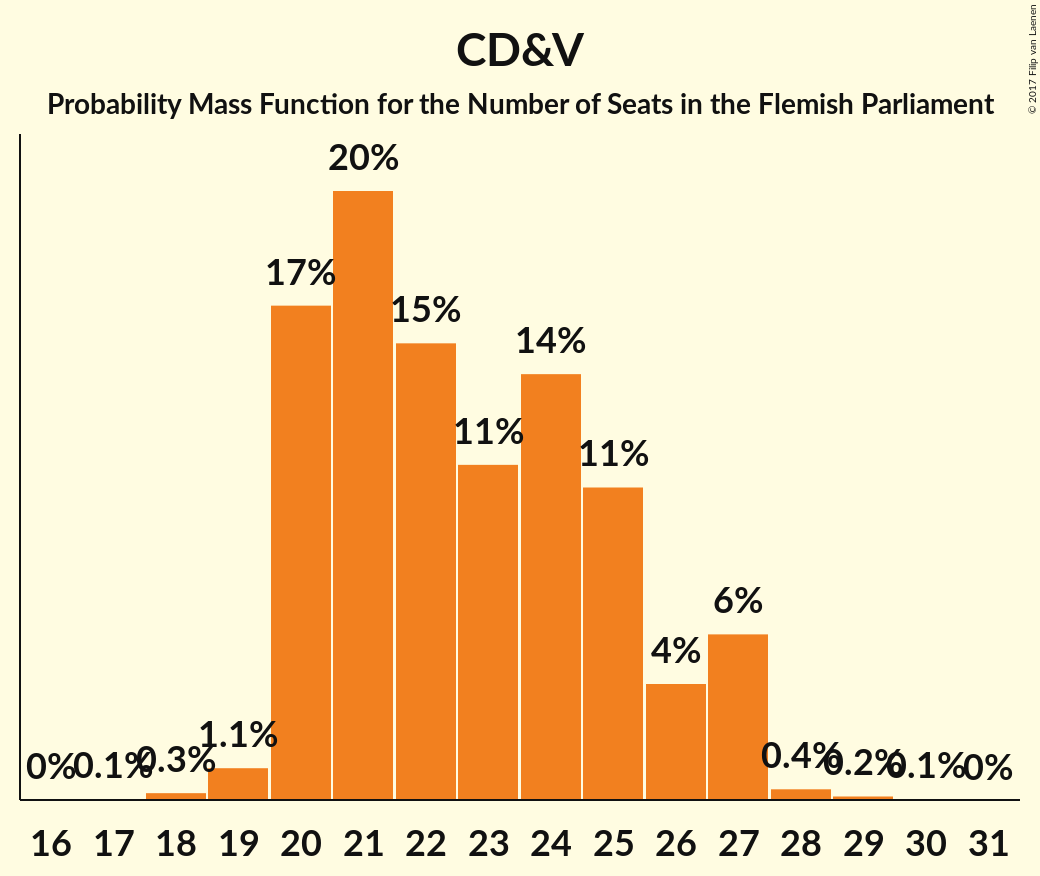 CD&V
Probability Mass Function for the Number of Seats in the Flemish Parliament
© 2017 Filip van Laenen
20%
17%
15%
14%
11%
11%
6%
4%
1.1%
0% 0.1% 0.3% 0.4% 0.2% 0.1% 0%
16 17 18 19 20 21 22 23 24 25 26 27 28 29 30 31